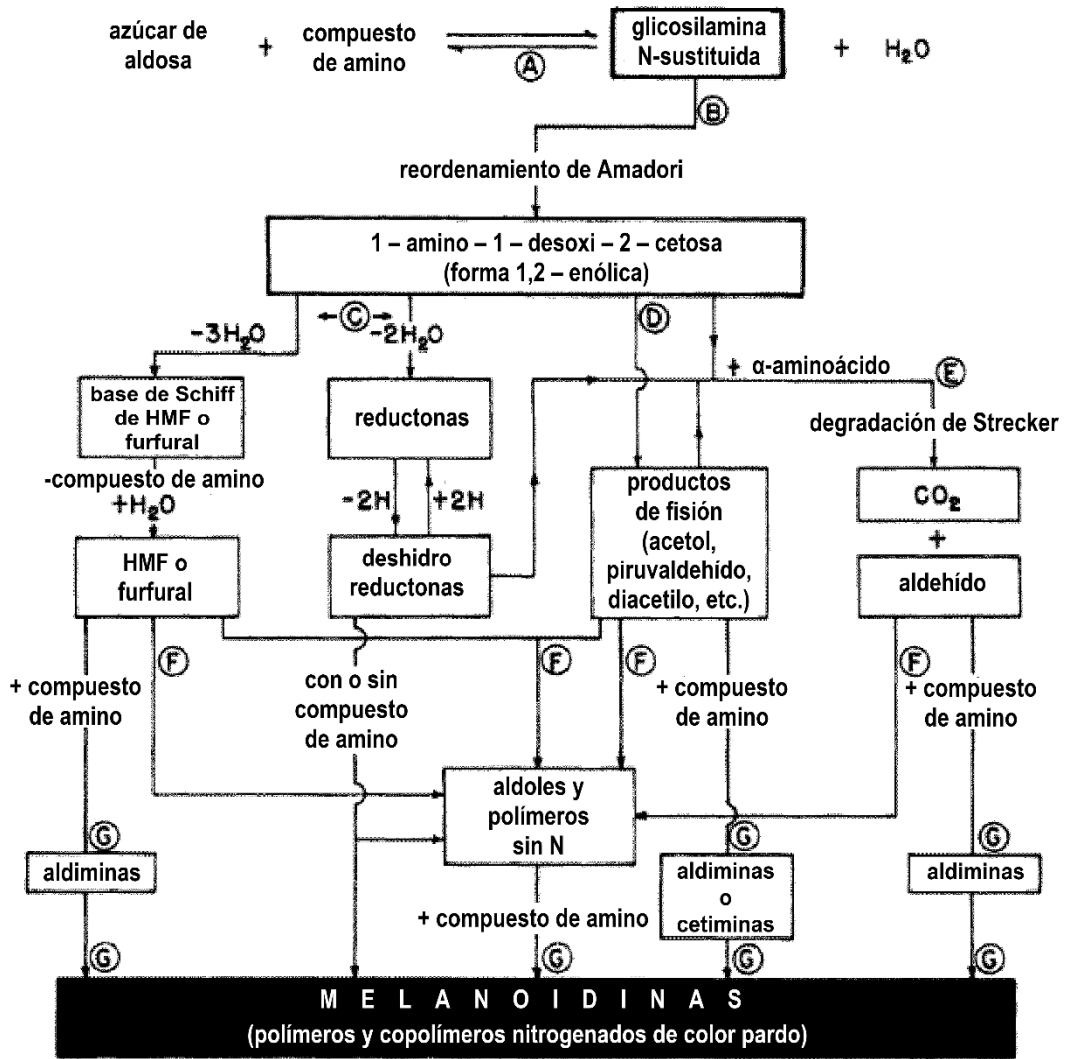 azúcar de
aldosa
+
compuesto
de amino
A
glicosilamina
N-sustituida
+ H₂O
B
reordenamiento de Amadori
1 – amino – 1 – desoxi – 2 – cetosa
(forma 1,2 – enólica)
-3H₂O
C
-2H₂O
D
+ α-aminoácido
E
base de Schiff
de HMF o
furfural
reductonas
degradación de Strecker
-compuesto de amino
+H₂O
-2H
+2H
productos
de fisión
(acetol,
piruvaldehído,
diacetilo, etc.)
CO₂
+
aldehído
HMF o
furfural
deshidro
reductonas
F
F
F
F
+ compuesto
de amino
con o sin
compuesto
de amino
+ compuesto
de amino
+ compuesto
de amino
aldoles y
polímeros
sin N
G
aldiminas
G
aldiminas
o
cetiminas
G
aldiminas
+ compuesto de amino
G
G
G
G
MELANOIDINAS
(polímeros y copolímeros nitrogenados de color pardo)